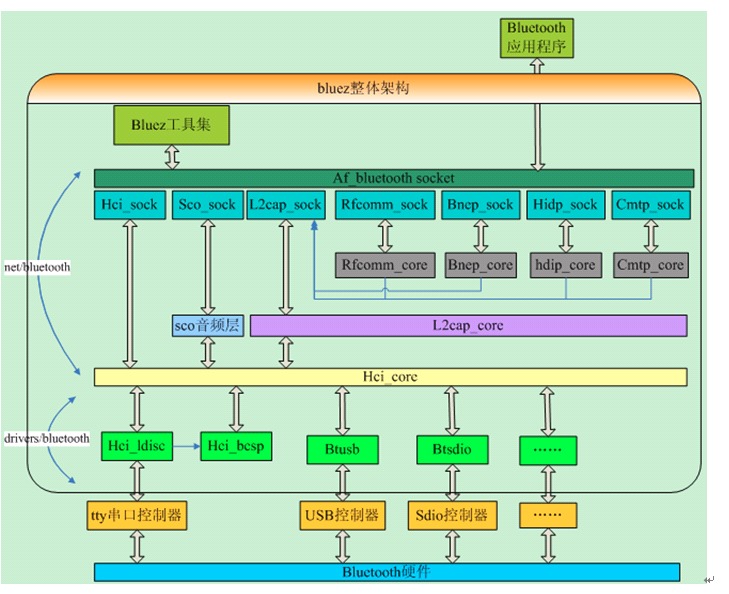 Bluetooth
应用程序
bluez整体架构
Bluez工具集
Af_bluetooth socket
Hci_sock
Sco_sock
L2cap_sock
Rfcomm_sock
Bnep_sock
Hidp_sock
Cmtp_sock
net/bluetooth
Rfcomm_core
Bnep_core
hdip_core
Cmtp_core
sco音频层
L2cap_core
Hci_core
drivers/bluetooth
Hci_ldisc
Hci_bcsp
Btusb
Btsdio
……
tty串口控制器
USB控制器
Sdio控制器
……
Bluetooth硬件